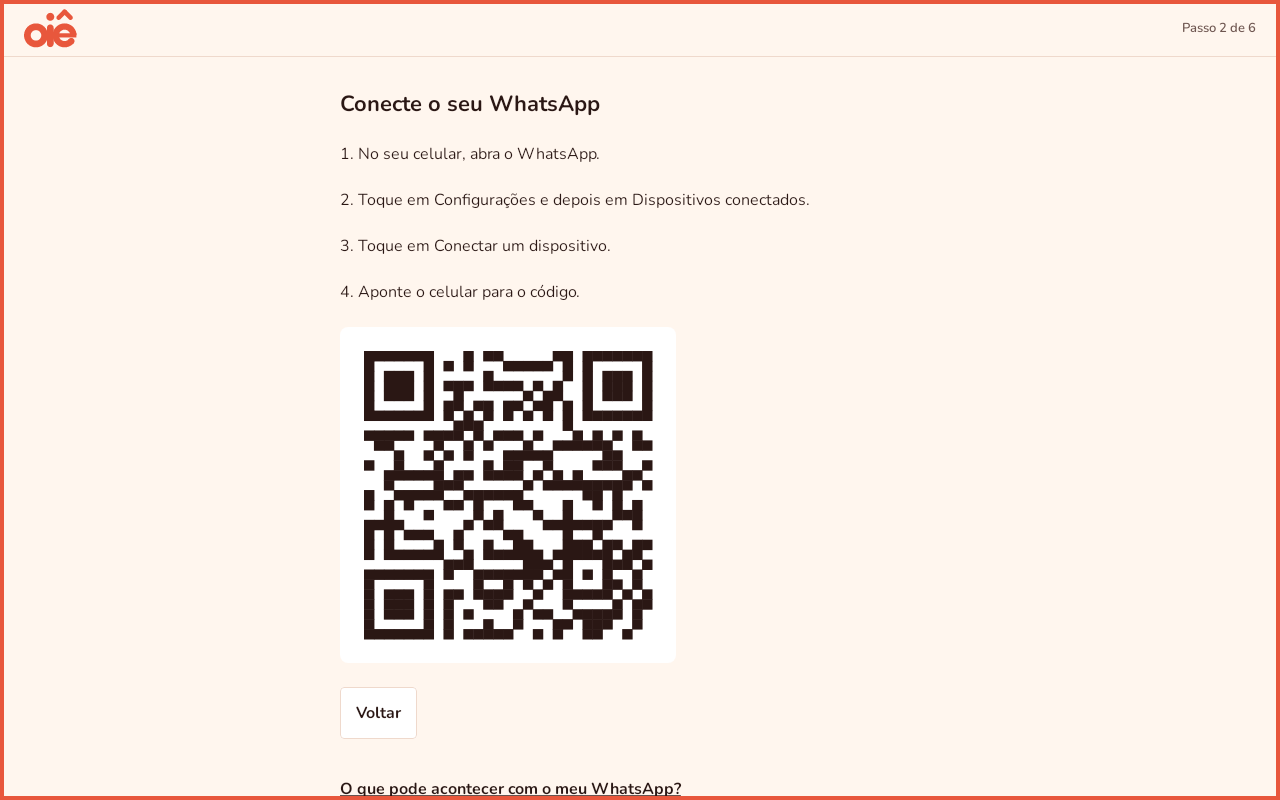 oiê
Passo 2 de 6
Conecte o seu WhatsApp
1. No seu celular, abra o WhatsApp.
2. Toque em Configurações e depois em Dispositivos conectados.
3. Toque em Conectar um dispositivo.
4. Aponte o celular para o código.
Voltar
O que pode acontecer com o meu WhatsApp?